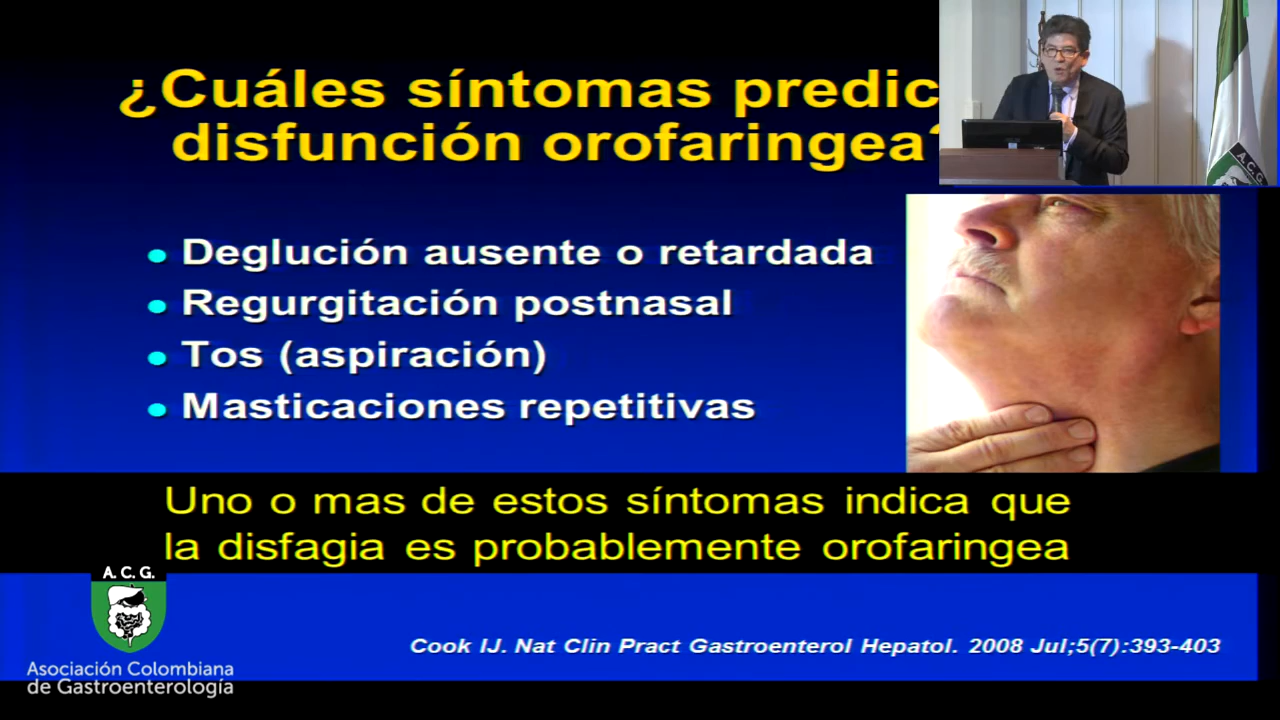 ¿Cuáles síntomas predic
disfunción orofaringea?
Deglución ausente o retardada
Regurgitación postnasal
Tos (aspiración)
Masticaciones repetitivas
Uno o mas de estos síntomas indica que
la disfagia es probablemente orofaringea
A. C. G.
Asociación Colombiana
de Gastroenterología
Cook IJ. Nat Clin Pract Gastroenterol Hepatol. 2008 Jul;5(7):393-403
A.C.G.